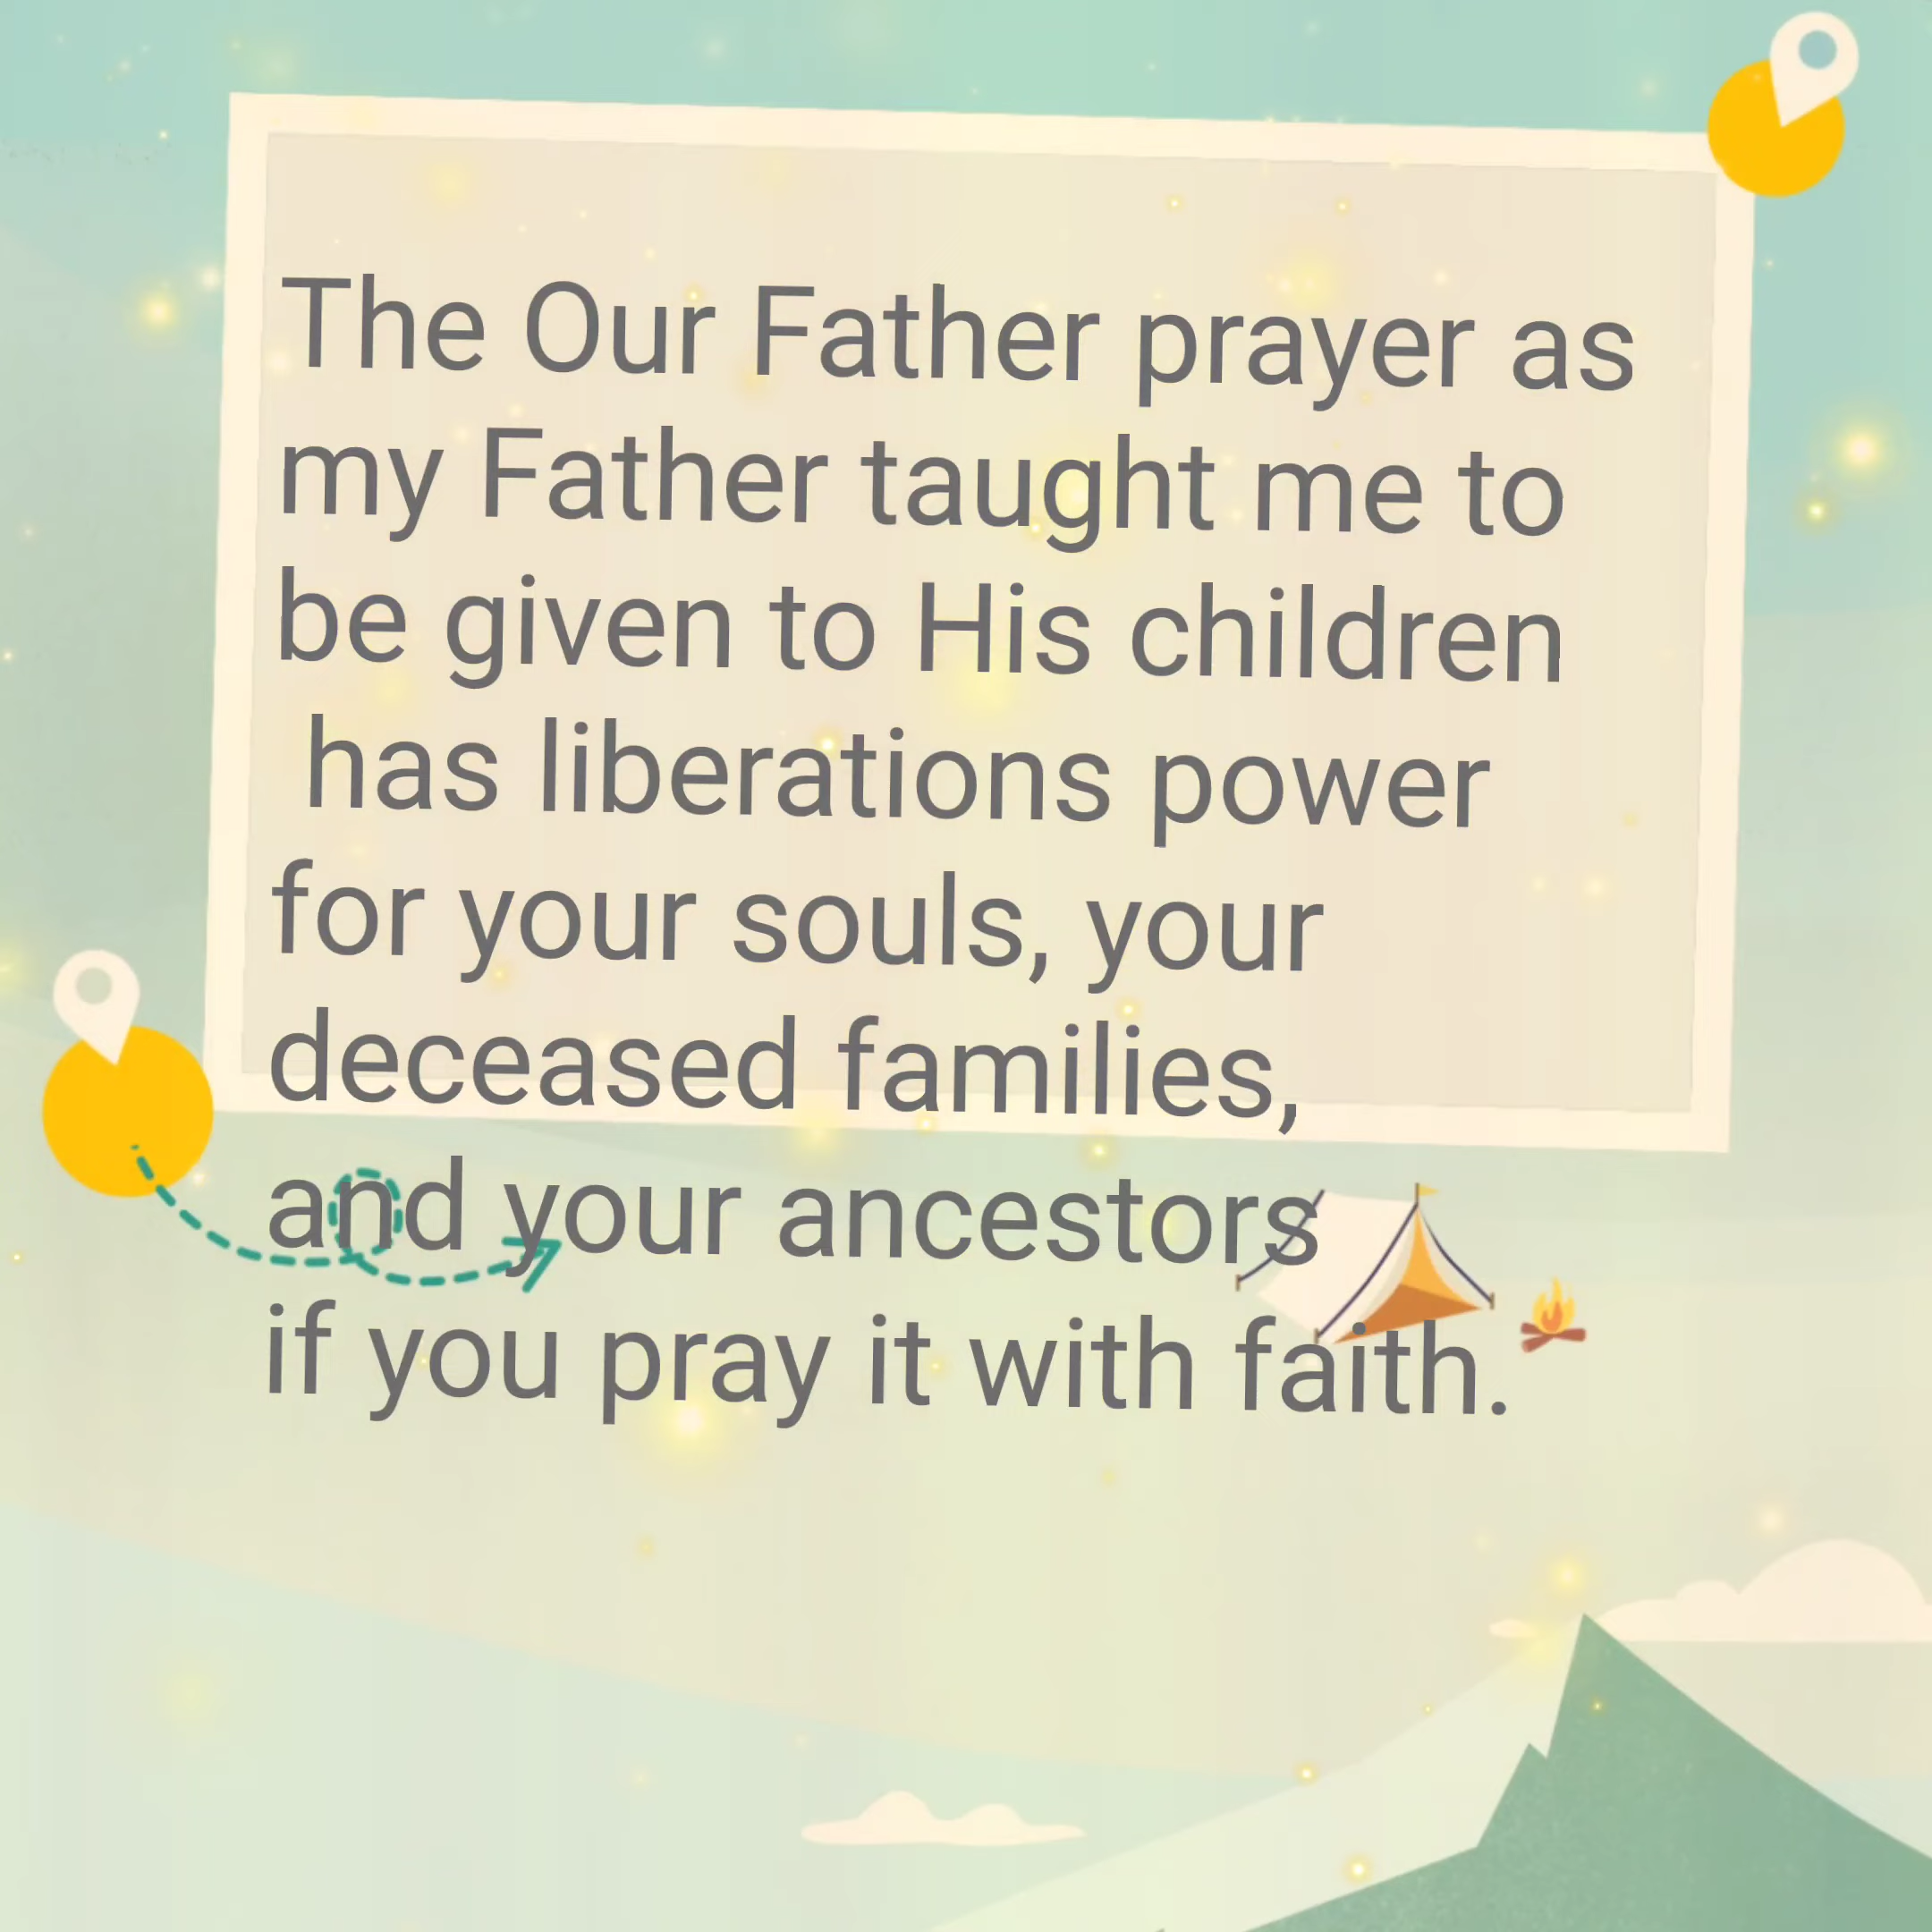 The Our Father prayer as
my Father taught me to
be given to His children
has liberations power
for your souls, your
deceased families,
and your ancestors
if you pray it with faith.